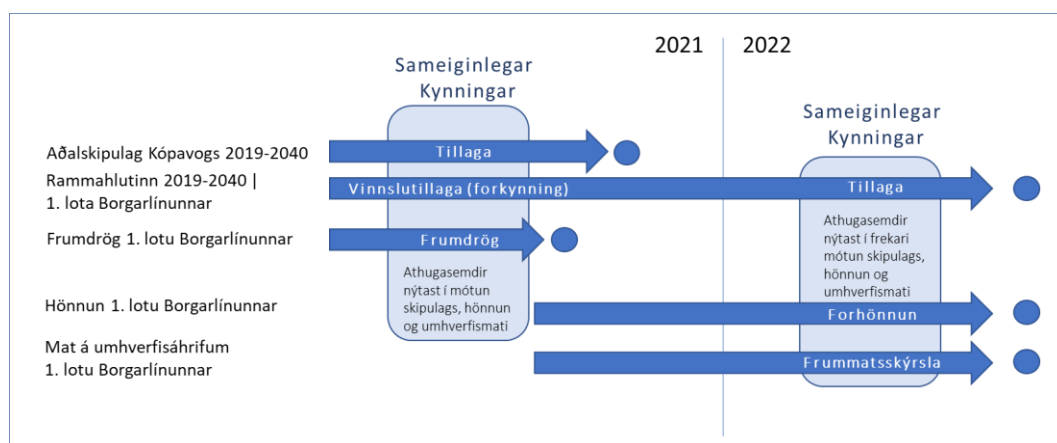 2021
2022
Sameiginlegar
Kynningar
Sameiginlegar
Kynningar
Aðalskipulag Kópavogs 2019-2040
Tillaga
Rammahlutinn 2019-2040 |
1. lota Borgarlínunnar
Vinnslutillaga (forkynning)
Tillaga
Frumdrög 1. lotu Borgarlínunnar
Frumdrög
Athugasemdir
nýtast í mótun
skipulags, hönnun
og umhverfismati
Athugasemdir
nýtast í frekari
mótun skipulags,
hönnun og
umhverfismati
Hönnun 1. lotu Borgarlínunnar
Forhönnun
Mat á umhverfisáhrifum
1. lotu Borgarlínunnar
Frummatsskýrsla